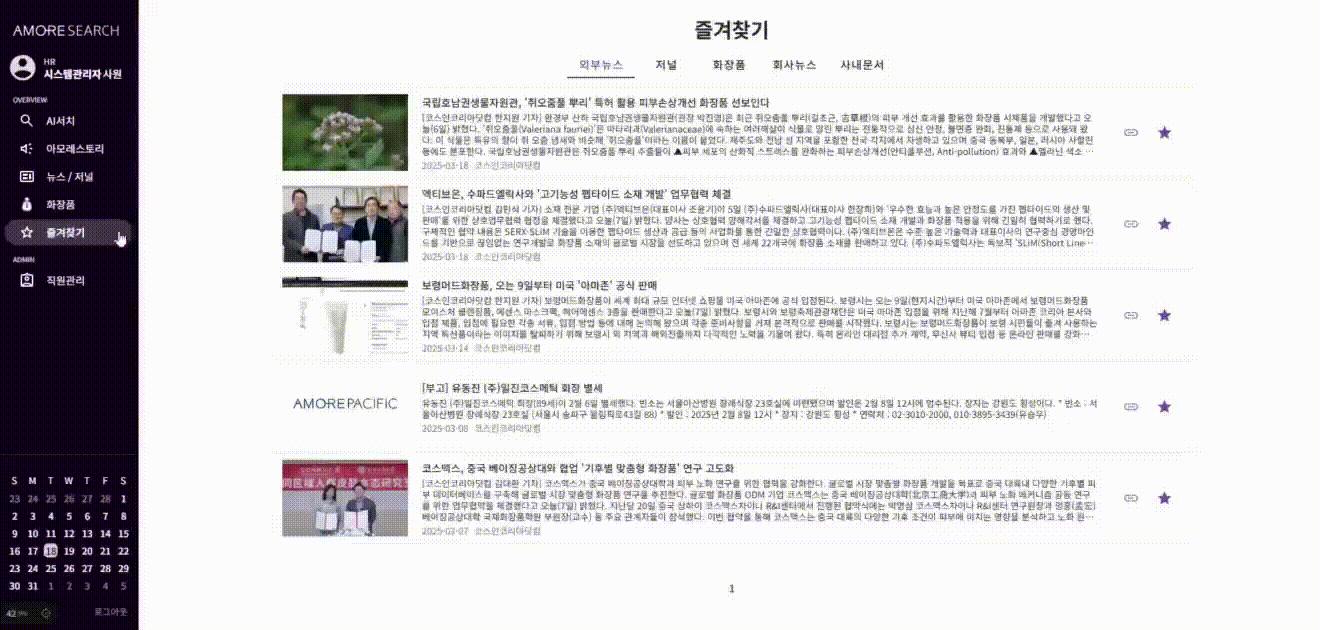 AMORE SEARCH
HR
시스템관리자 사원
OVERVIEW
AI서치
아모레스토리
뉴스 / 저널
화장품
즐겨찾기
ADMIN
직원관리
S M T W T F S
23 24 25 26 27 28 1
2 3 4 5 6 7 8
9 10 11 12 13 14 15
16 17 18 19 20 21 22
23 24 25 26 27 28 29
30 31 1 2 3 4 5
로그아웃
즐겨찾기
외부뉴스 저널 화장품 회사뉴스 사내문서
국립호남권생물자원관, '쥐오줌풀 뿌리' 특허 활용 피부손상개선 화장품 선보인다
[코스인코리아닷컴 한지원 기자] 환경부 산하 국립호남권생물자원관(관장 박진영)은 최근 쥐오줌풀 뿌리(길초근, 吉草根)의 피부 개선 효과를 활용한 화장품 시제품을 개발했다고 오
늘(6일) 밝혔다. '쥐오줌풀(Valeriana fauriei)'은 마타리과(Valerianaceae)에 속하는 여러해살이 식물로 말린 뿌리는 전통적으로 심신 안정, 불면증 완화, 진통제 등으로 사용돼 왔
다. 이 식물은 특유의 향이 쥐 오줌 냄새와 비슷해 '쥐오줌풀'이라는 이름이 붙었다. 제주도와 전남 섬 지역을 포함한 전국 각지에서 자생하고 있으며 중국 동북부, 일본, 러시아 사할린
등에도 분포한다. 국립호남권생물자원관은 쥐오줌풀 뿌리 추출물이 ▲피부 세포의 산화적 스트레스를 완화하는 피부손상개선(안티폴루션, Anti-pollution) 효과와 ▲멜라닌 색소 ···
2025-03-18 코스인코리아닷컴
엑티브온, 수파드엘릭사와 '고기능성 펩타이드 소재 개발' 업무협력 체결
[코스인코리아닷컴 김민석 기자] 소재 전문 기업 (주)엑티브온(대표이사 조윤기)이 5일 (주)수파드엘릭사(대표이사 한장희)와 '우수한 효능과 높은 안정도를 가진 펩타이드의 생산 및
판매'를 위한 상호업무협력 협정을 체결했다고 오늘(7일) 밝혔다. 양사는 상호협력 양해각서를 체결하고 고기능성 펩타이드 소재 개발과 화장품 적용을 위해 긴밀히 협력하기로 했다.
구체적인 협약 내용은 SERX-SLiM 기술을 이용한 펩타이드 생산과 공급 등의 사업화를 통한 긴밀한 상호협력이다. (주)엑티브온은 수준 높은 기술력과 대표이사의 연구중심 경영마인
드를 기반으로 끊임없는 연구개발로 화장품 소재의 글로벌 시장을 선도하고 있으며 전 세계 22개국에 화장품 소재를 판매하고 있다. (주)수파드엘릭사는 독보적 'SLiM(Short Line···
2025-03-18 코스인코리아닷컴
보령머드화장품, 오는 9일부터 미국 '아마존' 공식 판매
[코스인코리아닷컴 한지원 기자] 보령머드화장품이 세계 최대 규모 인터넷 쇼핑몰 미국 아마존에 공식 입점된다. 보령시는 오는 9일(현지시간)부터 미국 아마존에서 보령머드화장품
모이스처 클렌징폼, 에센스 마스크팩, 헤어에센스 3종을 판매한다고 오늘(7일) 밝혔다. 보령시와 보령축제관광재단은 미국 아마존 입점을 위해 지난해 7월부터 아마존 코리아 본사와
입점 제품, 입점에 필요한 각종 서류, 입점 방법 등에 대해 논의해 왔으며 각종 준비사항을 거쳐 본격적으로 판매를 시작했다. 보령시는 보령머드화장품이 보령 시민들이 즐겨 사용하는
지역 특산품이라는 이미지를 탈피하기 위해 보령시 외 지역과 해외진출까지 다각적인 노력을 기울여 왔다. 특히 온라인 대리점 추가 계약, 무신사 뷰티 입점 등 온라인 판매를 강화···
2025-03-14 코스인코리아닷컴
AMOREPACIFIC
[부고] 유동진 (주)일진코스메틱 회장 별세
유동진 (주)일진코스메틱 회장(89세)이 2월 6일 별세했다. 빈소는 서울아산병원 장례식장 23호실에 마련됐으며 발인은 2월 8일 12시에 엄수된다. 장지는 강원도 횡성이다. * 빈소 : 서
울아산병원 장례식장 23호실 (서울시 송파구 올림픽로43길 88) * 발인 : 2025년 2월 8일 12시 * 장지 : 강원도 횡성 * 연락처 : 02-3010-2000, 010-3895-3439(유승우)
2025-03-08 코스인코리아닷컴
코스맥스, 중국 베이징공상대와 협업 '기후별 맞춤형 화장품' 연구 고도화
[코스인코리아닷컴 김대환 기자] 코스맥스가 중국 베이징공상대학과 피부 노화 연구를 위한 협력을 강화한다. 글로벌 시장 맞춤형 화장품 개발을 목표로 중국 대륙내 다양한 기후별 피
부 데이터베이스를 구축해 글로벌 시장 맞춤형 화장품 연구를 추진한다. 글로벌 화장품 ODM 기업 코스맥스는 중국 베이징공상대학(北京工商大学)과 피부 노화 메커니즘 공동 연구
를 위한 업무협약을 체결했다고 오늘(7일) 밝혔다. 지난달 20일 중국 상하이 코스맥스차이나 R&I센터에서 진행된 협약식에는 박명삼 코스맥스차이나 R&I센터 연구원장과 멍훙(孟宏)
베이징공상대학 국제화장품학원 부원장(교수) 등 주요 관계자들이 참석했다. 이번 협약을 통해 코스맥스는 중국 대륙의 다양한 기후 조건이 피부에 미치는 영향을 분석하고 노화 원···
2025-03-07 코스인코리아닷컴
1